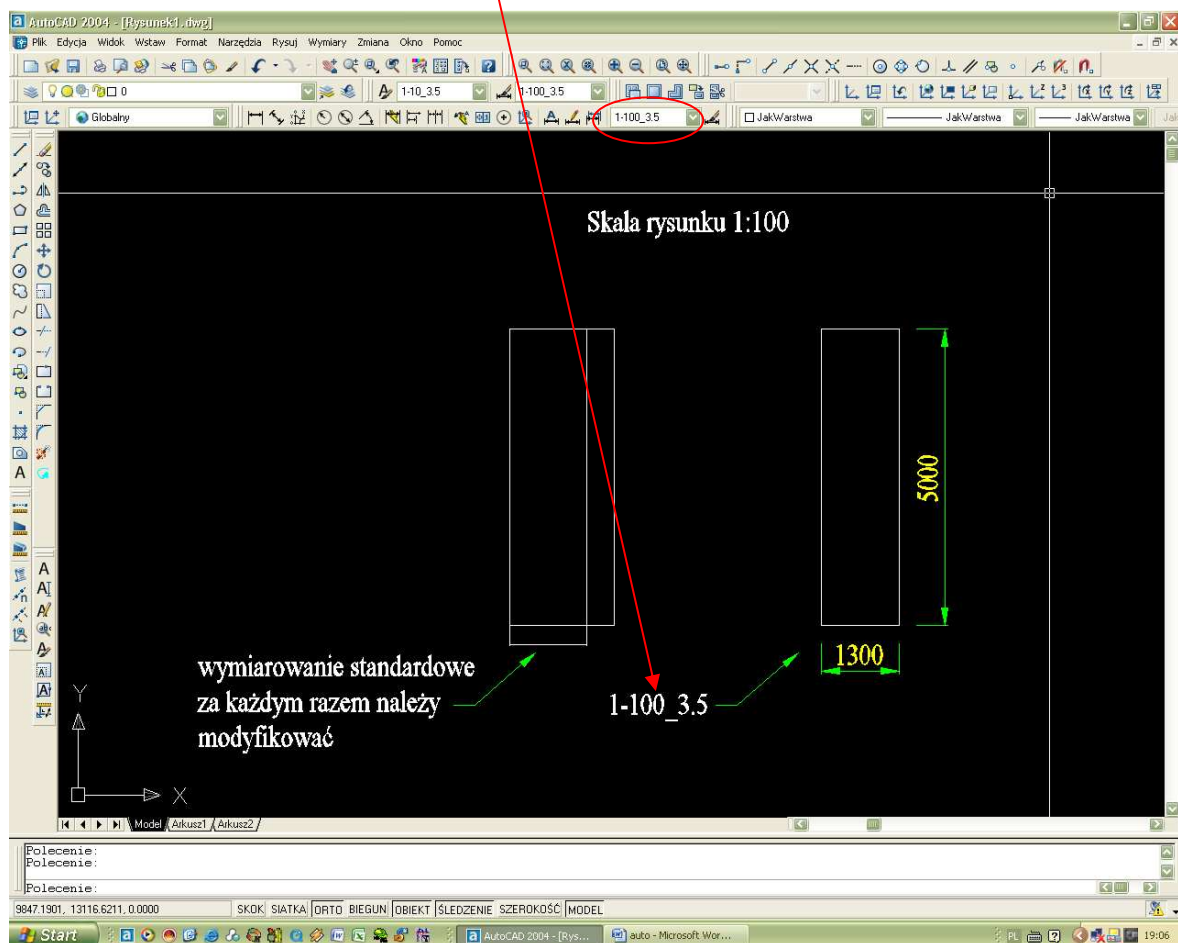 AutoCAD 2004 - [Rysunek1.dwg]
Plik Edycja Widok Wstaw Format Narzędzia Rysuj Wymiary Zmiana Okno Pomoc
0 1-10_3.5 1-100_3.5
Globalny 1-100_3.5 JakWarstwa JakWarstwa JakWarstwa Jak
Skala rysunku 1:100
5000
1300
wymiarowanie standardowe
za każdym razem należy
modyfikować
1-100_3.5
Y
X
Model Arkusz1 Arkusz2
Polecenie:
Polecenie:
Polecenie:
9847.1901, 13116.6211, 0.0000 SKOK SIATKA ORTO BIEGUN OBIEKT ŚLEDZENIE SZEROKOŚĆ MODEL
Start AutoCAD 2004 - [Rys... auto - Microsoft Wor... PL 19:06